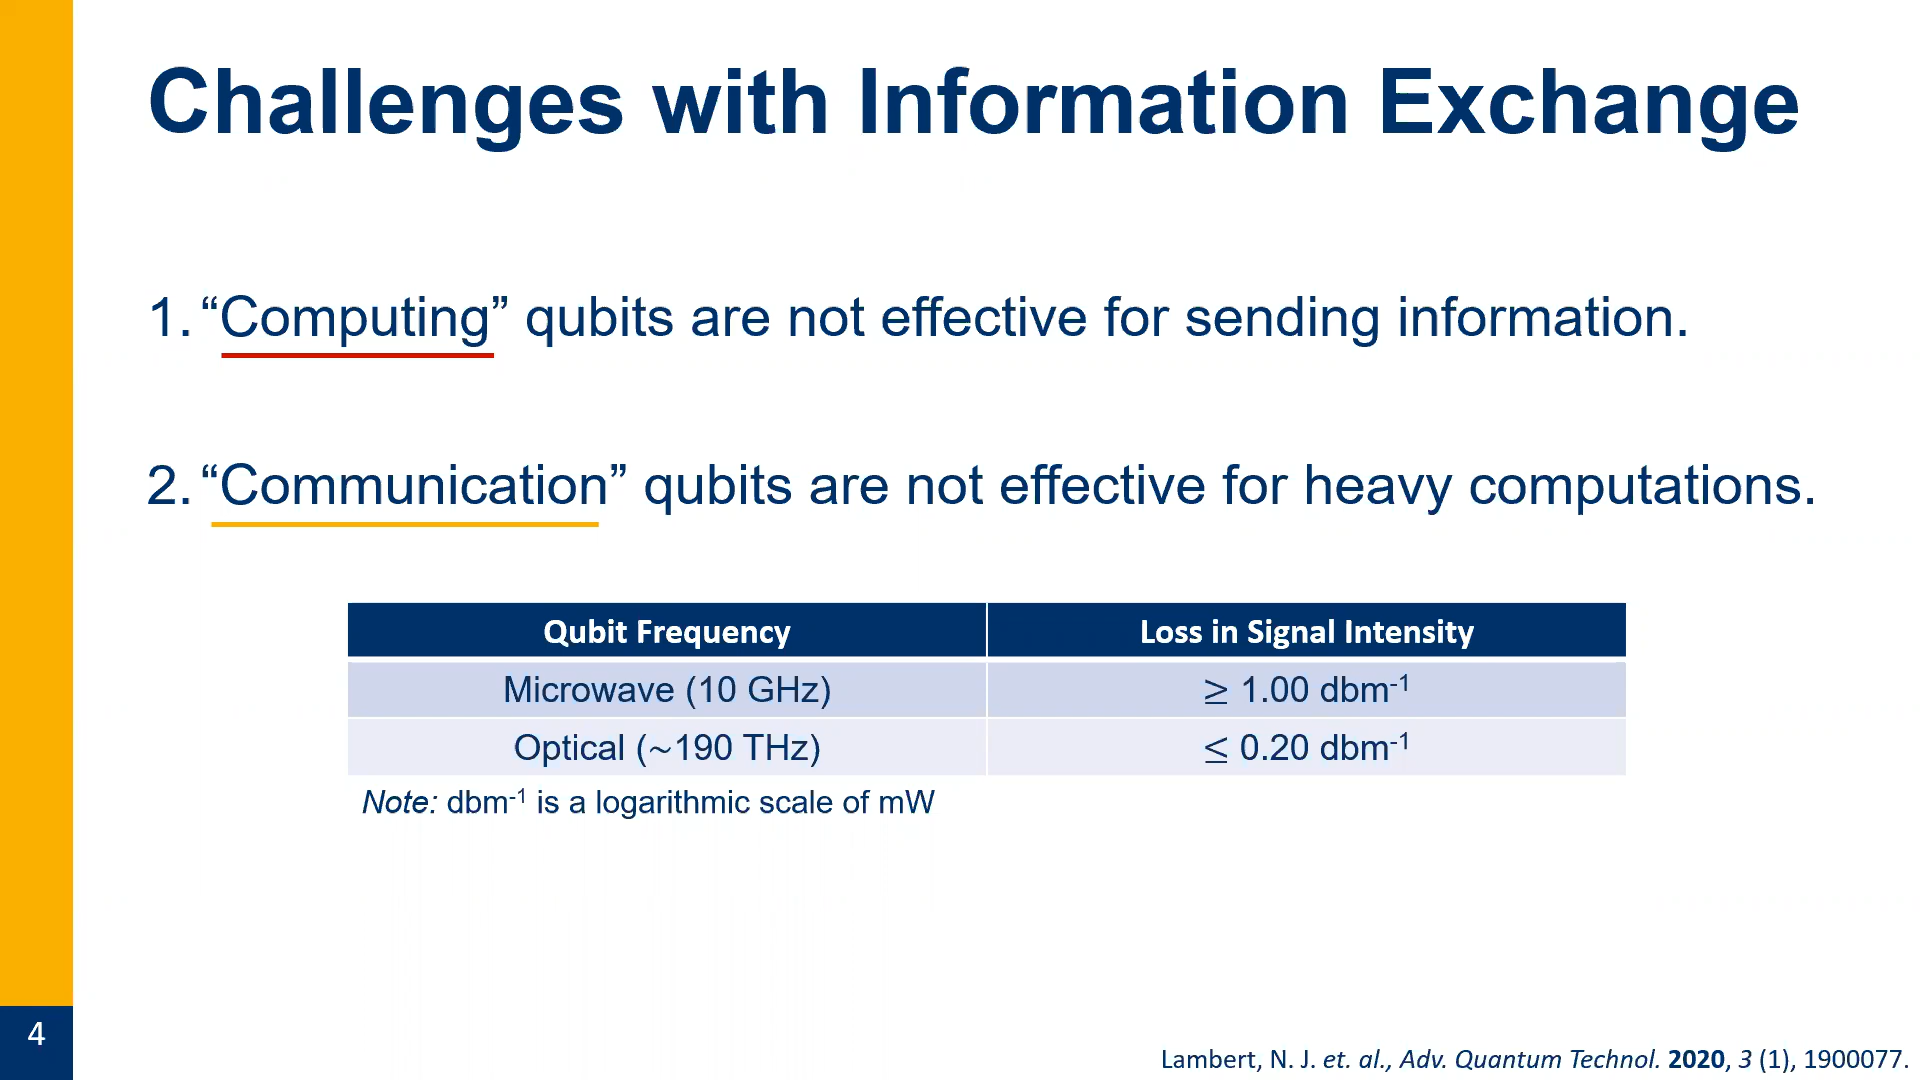 Challenges with Information Exchange
1. “Computing” qubits are not effective for sending information.
2. “Communication” qubits are not effective for heavy computations.
Qubit Frequency Loss in Signal Intensity
Microwave (10 GHz) ≥ 1.00 dbm⁻¹
Optical (~190 THz) ≤ 0.20 dbm⁻¹
Note: dbm⁻¹ is a logarithmic scale of mW
4
Lambert, N. J. et. al., Adv. Quantum Technol. 2020, 3 (1), 1900077.